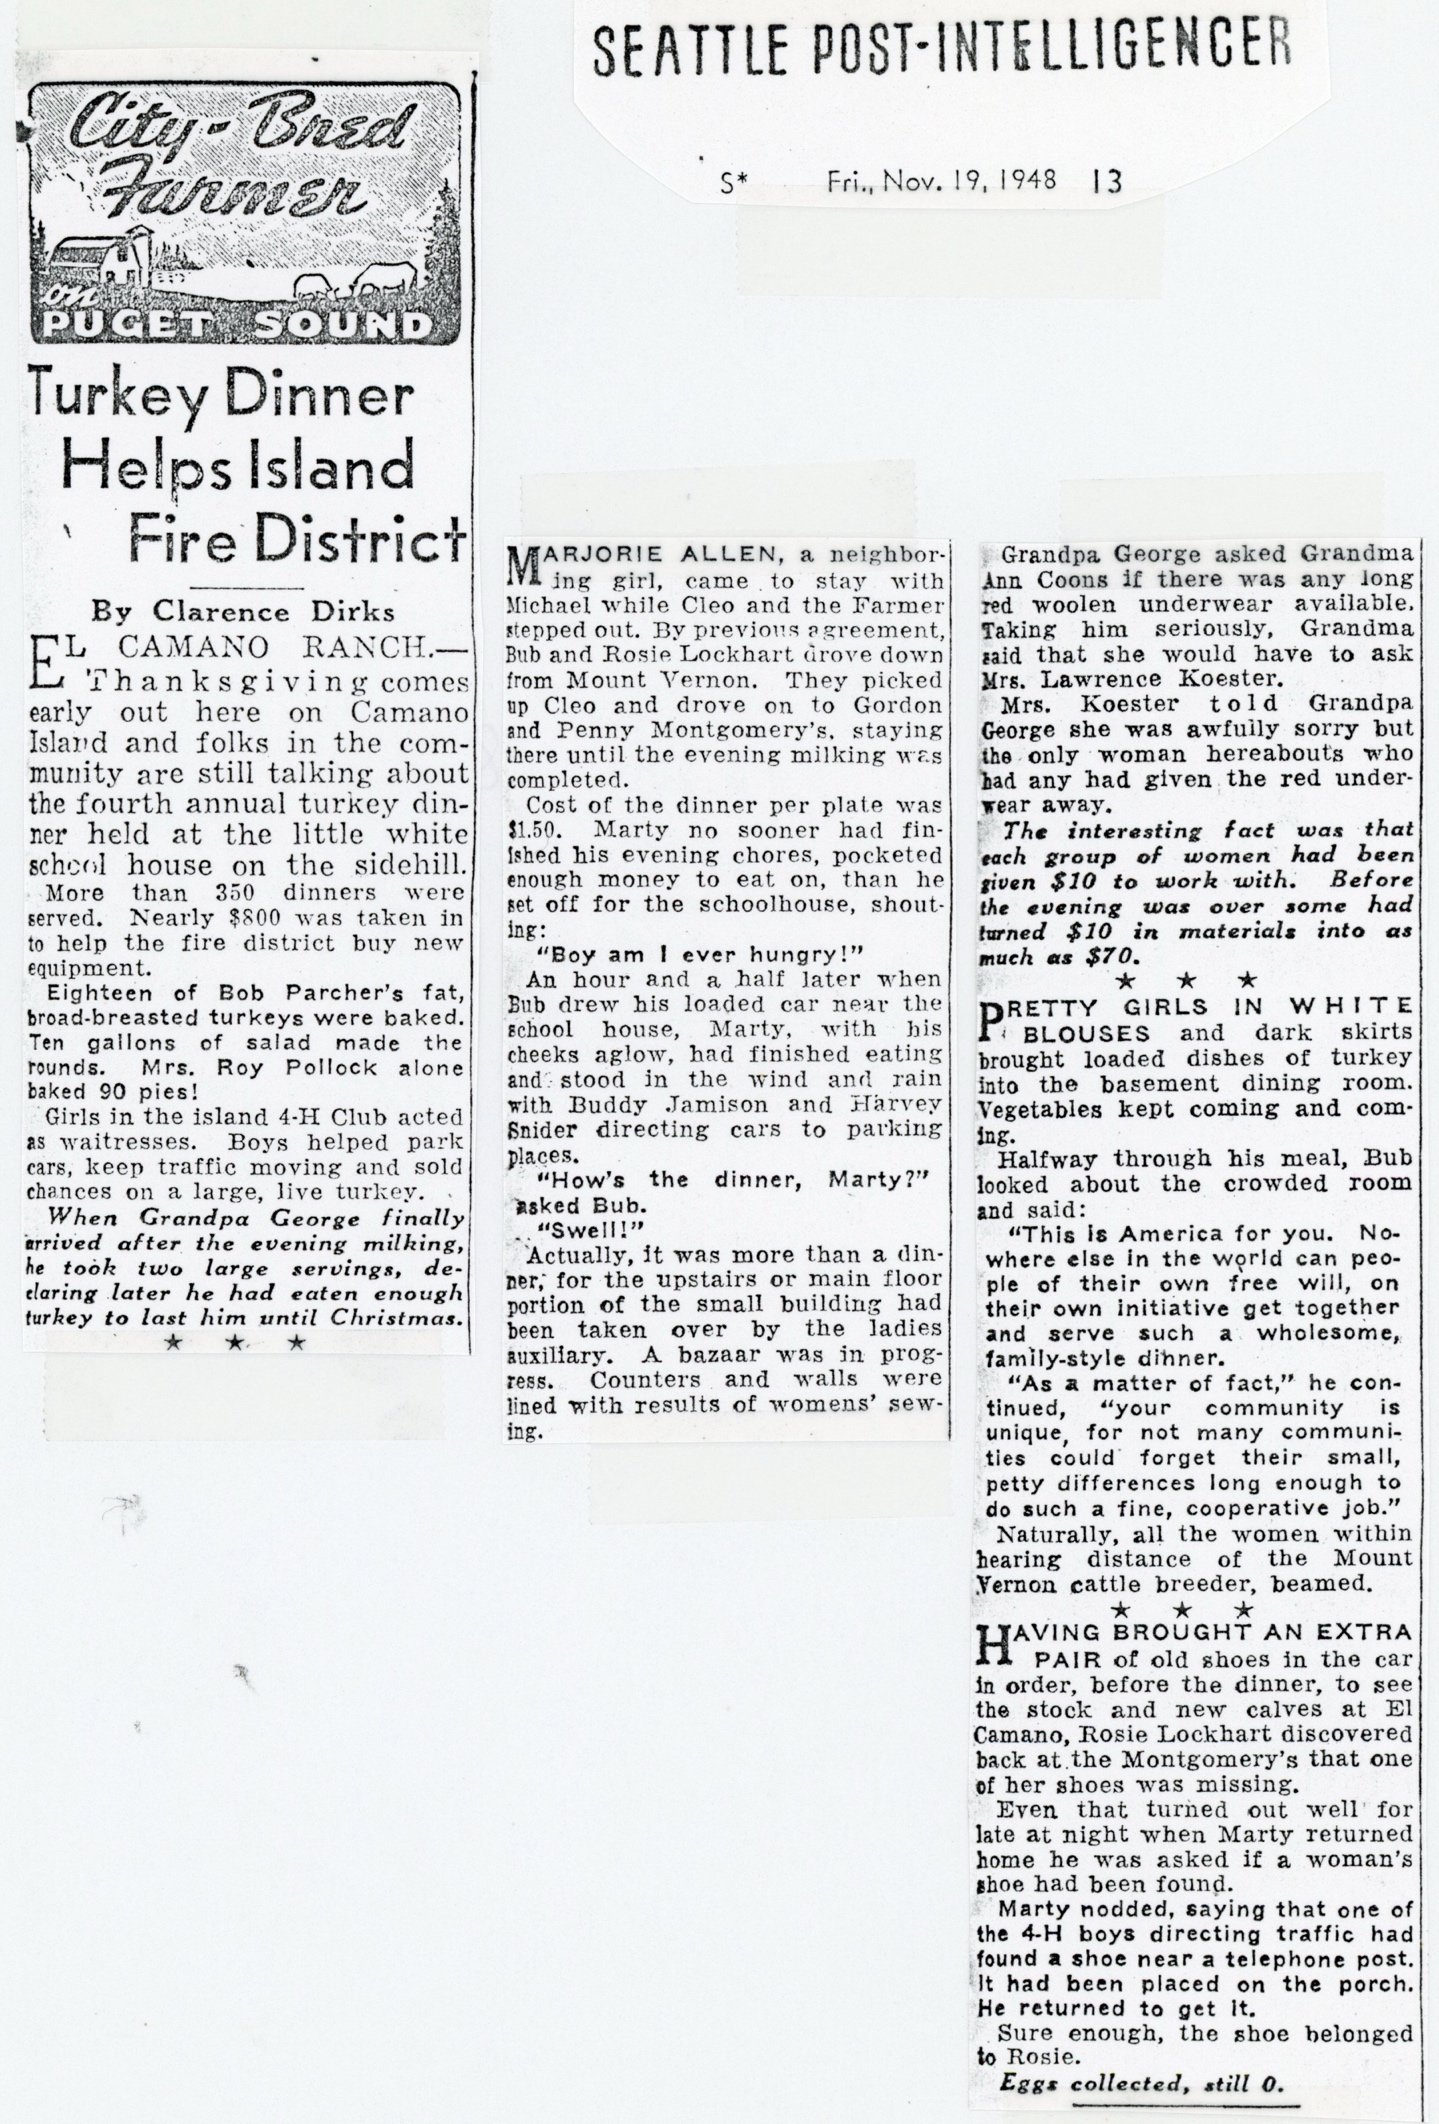 SEATTLE POST-INTELLIGENCER
S* Fri., Nov. 19, 1948 13
City-Bred
Farmer
on
PUGET SOUND
Turkey Dinner
Helps Island
Fire District
By Clarence Dirks
EL CAMANO RANCH.—
Thanksgiving comes
early out here on Camano
Island and folks in the com-
munity are still talking about
the fourth annual turkey din-
ner held at the little white
school house on the sidehill.
More than 350 dinners were
served. Nearly $800 was taken in
to help the fire district buy new
equipment.
Eighteen of Bob Parcher's fat,
broad-breasted turkeys were baked.
Ten gallons of salad made the
rounds. Mrs. Roy Pollock alone
baked 90 pies!
Girls in the island 4-H Club acted
as waitresses. Boys helped park
cars, keep traffic moving and sold
chances on a large, live turkey.
When Grandpa George finally
arrived after the evening milking,
he took two large servings, de-
claring later he had eaten enough
turkey to last him until Christmas.
★ ★ ★
MARJORIE ALLEN, a neighbor-
ing girl, came to stay with
Michael while Cleo and the Farmer
stepped out. By previous agreement,
Bub and Rosie Lockhart drove down
from Mount Vernon. They picked
up Cleo and drove on to Gordon
and Penny Montgomery's, staying
there until the evening milking was
completed.
Cost of the dinner per plate was
$1.50. Marty no sooner had fin-
ished his evening chores, pocketed
enough money to eat on, than he
set off for the schoolhouse, shout-
ing:
"Boy am I ever hungry!"
An hour and a half later when
Bub drew his loaded car near the
school house, Marty, with his
cheeks aglow, had finished eating
and stood in the wind and rain
with Buddy Jamison and Harvey
Snider directing cars to parking
places.
"How's the dinner, Marty?"
asked Bub.
"Swell!"
Actually, it was more than a din-
ner, for the upstairs or main floor
portion of the small building had
been taken over by the ladies
auxiliary. A bazaar was in prog-
ress. Counters and walls were
lined with results of womens' sew-
ing.
Grandpa George asked Grandma
Ann Coons if there was any long
red woolen underwear available.
Taking him seriously, Grandma
said that she would have to ask
Mrs. Lawrence Koester.
Mrs. Koester told Grandpa
George she was awfully sorry but
the only woman hereabouts who
had any had given the red under-
wear away.
The interesting fact was that
each group of women had been
given $10 to work with. Before
the evening was over some had
turned $10 in materials into as
much as $70.
★ ★ ★
PRETTY GIRLS IN WHITE
BLOUSES and dark skirts
brought loaded dishes of turkey
into the basement dining room.
Vegetables kept coming and com-
ing.
Halfway through his meal, Bub
looked about the crowded room
and said:
"This is America for you. No-
where else in the world can peo-
ple of their own free will, on
their own initiative get together
and serve such a wholesome,
family-style dinner.
"As a matter of fact," he con-
tinued, "your community is
unique, for not many communi-
ties could forget their small,
petty differences long enough to
do such a fine, cooperative job."
Naturally, all the women within
hearing distance of the Mount
Vernon cattle breeder, beamed.
★ ★ ★
HAVING BROUGHT AN EXTRA
PAIR of old shoes in the car
in order, before the dinner, to see
the stock and new calves at El
Camano, Rosie Lockhart discovered
back at the Montgomery's that one
of her shoes was missing.
Even that turned out well for
late at night when Marty returned
home he was asked if a woman's
shoe had been found.
Marty nodded, saying that one of
the 4-H boys directing traffic had
found a shoe near a telephone post.
It had been placed on the porch.
He returned to get it.
Sure enough, the shoe belonged
to Rosie.
Eggs collected, still 0.